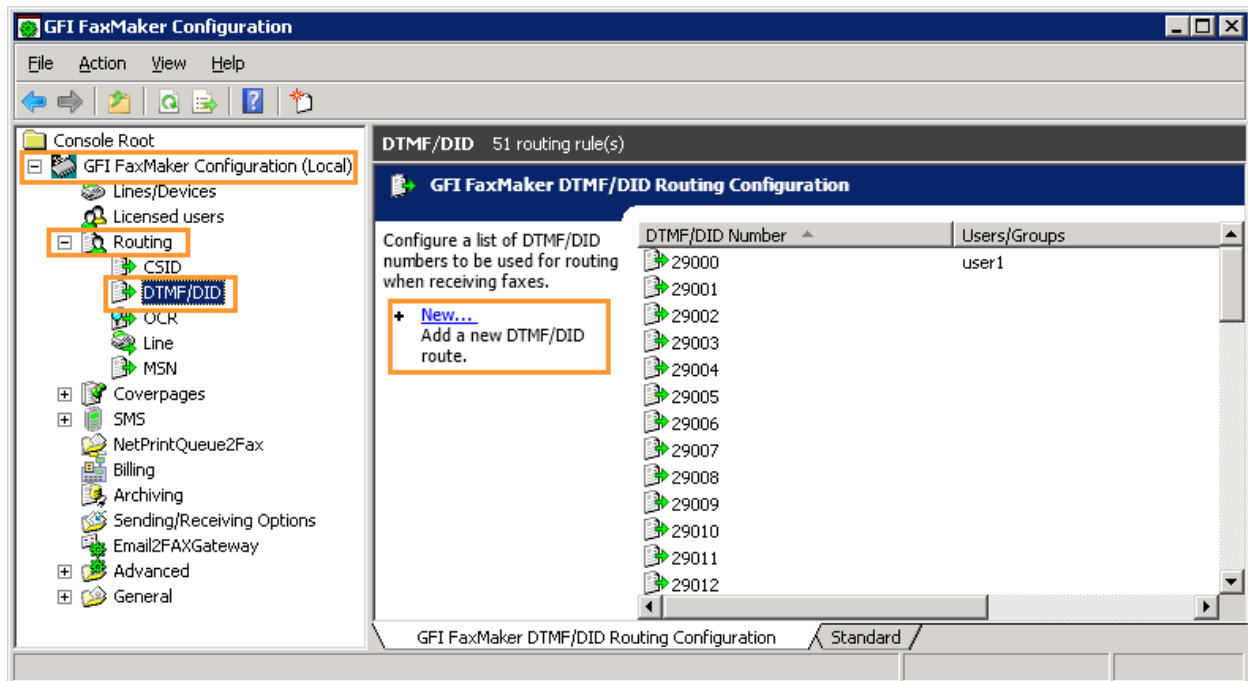 GFI FaxMaker Configuration
File Action View Help
Console Root
GFI FaxMaker Configuration (Local)
Lines/Devices
Licensed users
Routing
CSID
DTMF/DID
OCR
Line
MSN
Coverpages
SMS
NetPrintQueue2Fax
Billing
Archiving
Sending/Receiving Options
Email2FAXGateway
Advanced
General
DTMF/DID 51 routing rule(s)
GFI FaxMaker DTMF/DID Routing Configuration
Configure a list of DTMF/DID
numbers to be used for routing
when receiving faxes.
+ New...
Add a new DTMF/DID
route.
DTMF/DID Number Users/Groups
29000 user1
29001
29002
29003
29004
29005
29006
29007
29008
29009
29010
29011
29012
GFI FaxMaker DTMF/DID Routing Configuration Standard